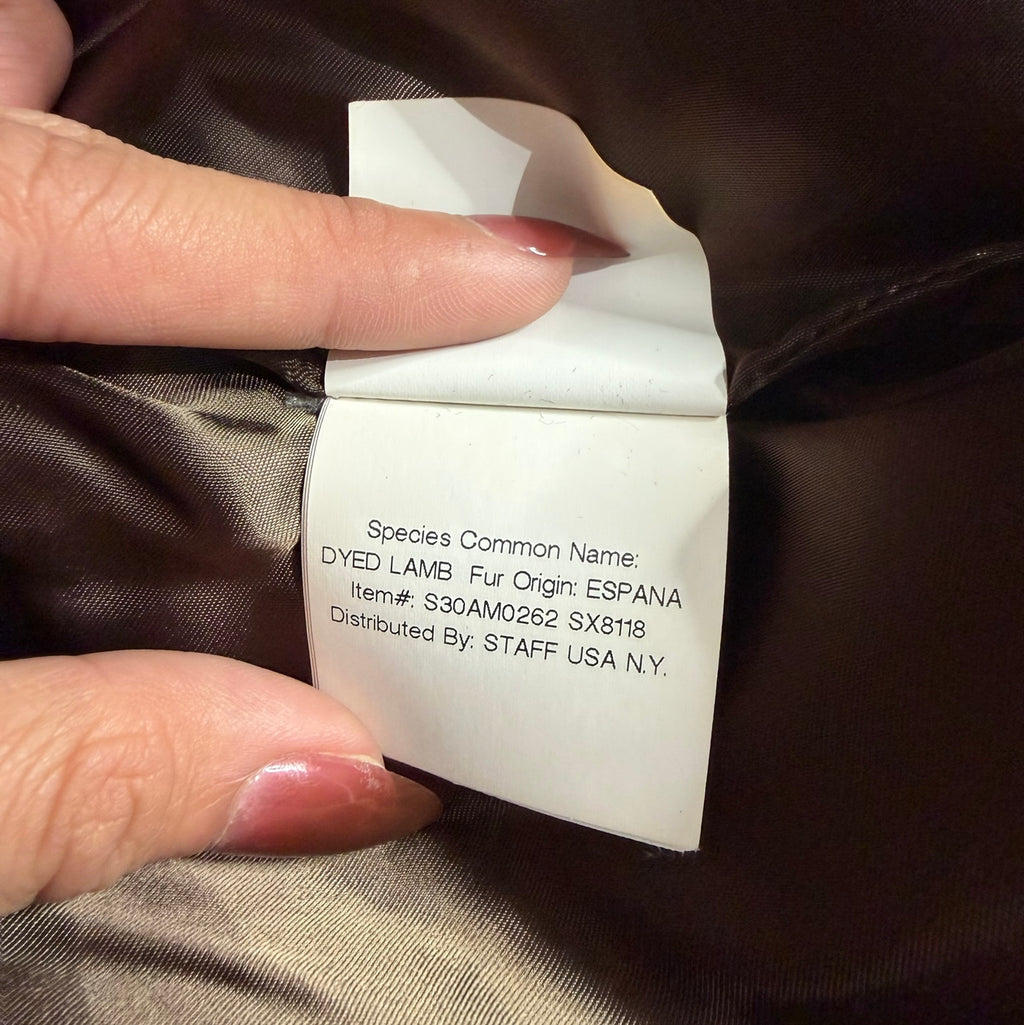 Species Common Name:
DYED LAMB Fur Origin: ESPANA
Item#: S30AM0262 SX8118
Distributed By: STAFF USA N.Y.